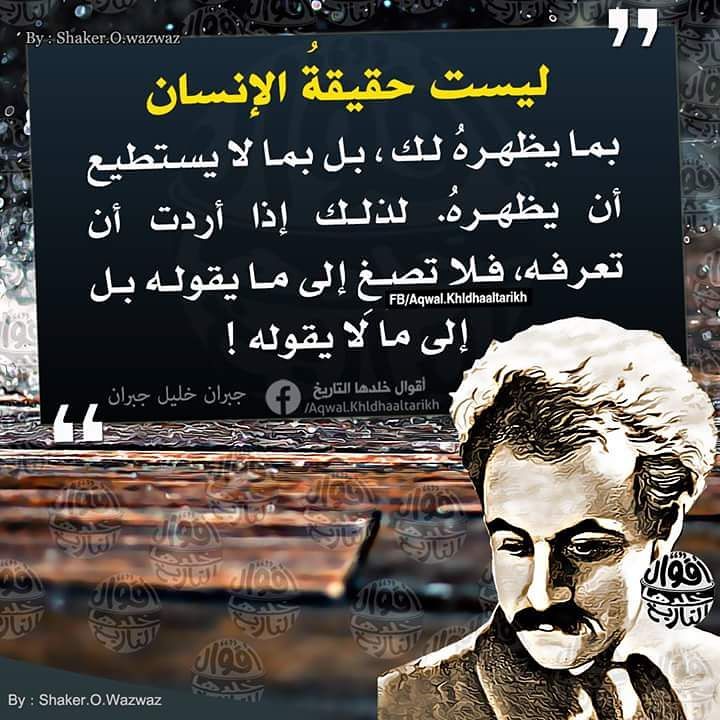 By : Shaker.O.wazwaz
ليست حقيقةُ الإنسان
بما يظهرهُ لك ، بل بما لا يستطيع
أن يظهرهُ. لذلك إذا أردت أن
تعرفه، فلا تصغِ إلى ما يقوله بل
FB/Aqwal.Khldhaaltarikh
إلى ما لا يقوله !
أقوال خلدها التاريخ
/Aqwal.Khldhaaltarikh
جبران خليل جبران
By : Shaker.O.Wazwaz